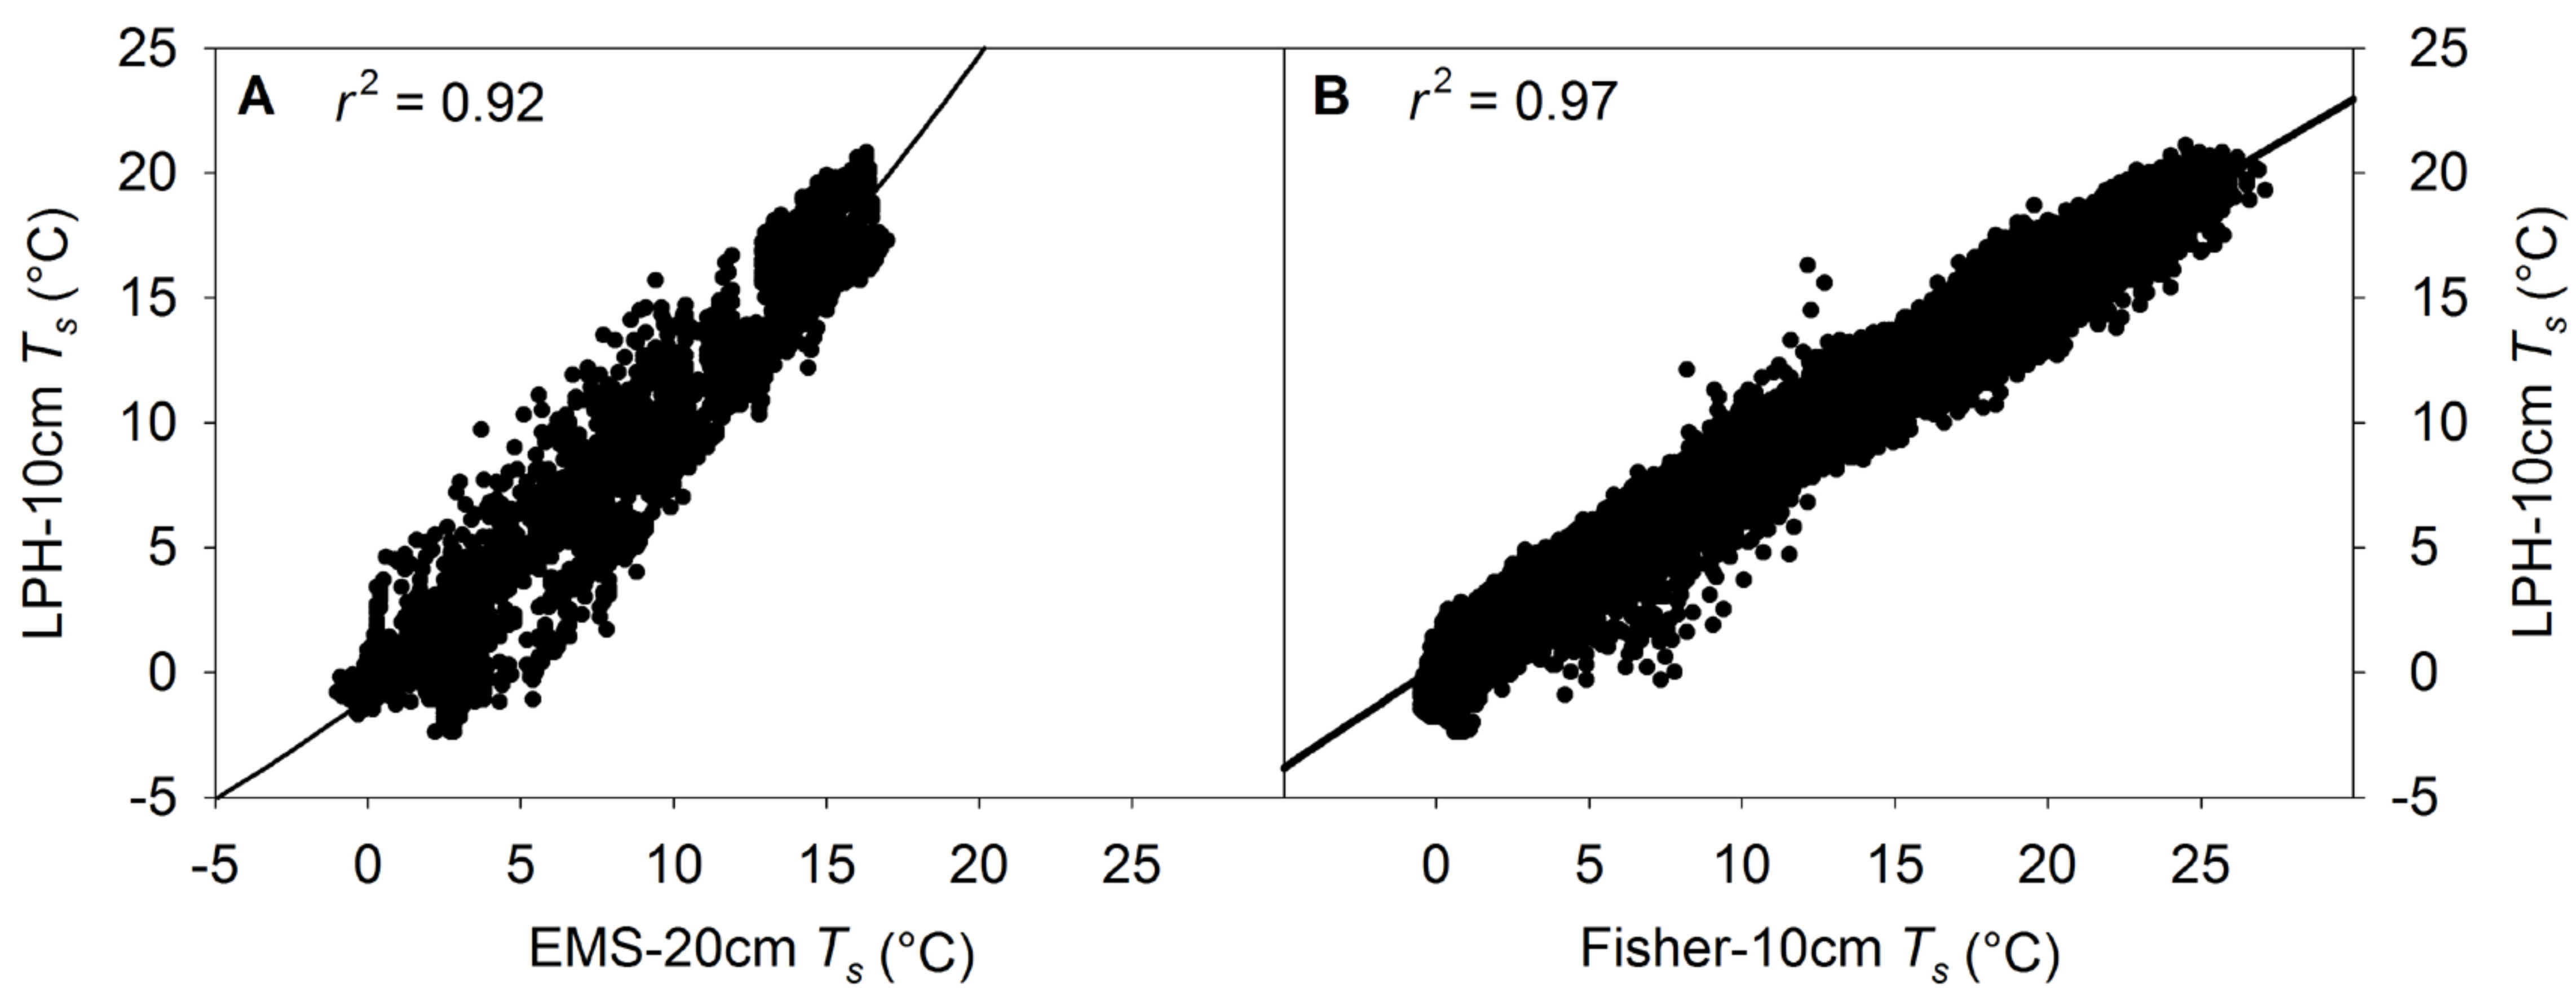 A r² = 0.92
B r² = 0.97
25
20
15
10
5
0
-5
LPH-10cm Ts (°C)
25
20
15
10
5
0
-5
LPH-10cm Ts (°C)
-5 0 5 10 15 20 25
0 5 10 15 20 25
EMS-20cm Ts (°C)
Fisher-10cm Ts (°C)